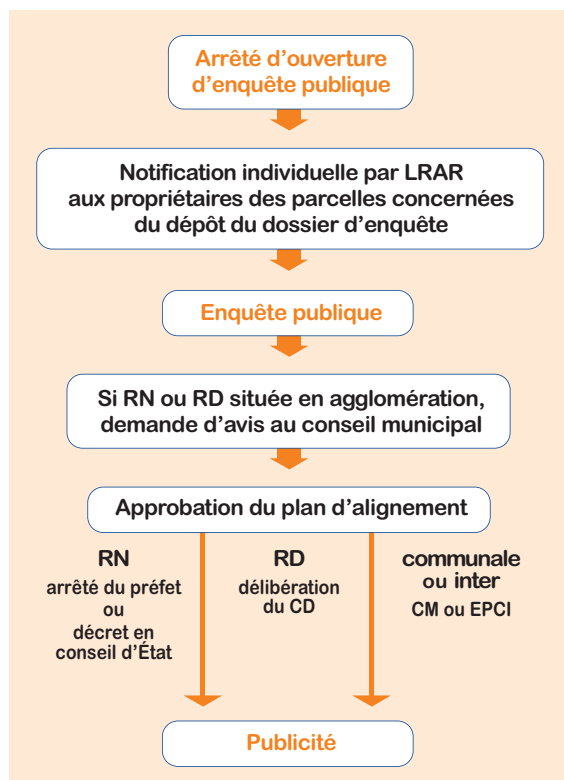 Arrêté d’ouverture
d’enquête publique
Notification individuelle par LRAR
aux propriétaires des parcelles concernées
du dépôt du dossier d’enquête
Enquête publique
Si RN ou RD située en agglomération,
demande d’avis au conseil municipal
Approbation du plan d’alignement
RN
arrêté du préfet
ou
décret en
conseil d’État
RD
délibération
du CD
communale
ou inter
CM ou EPCI
Publicité